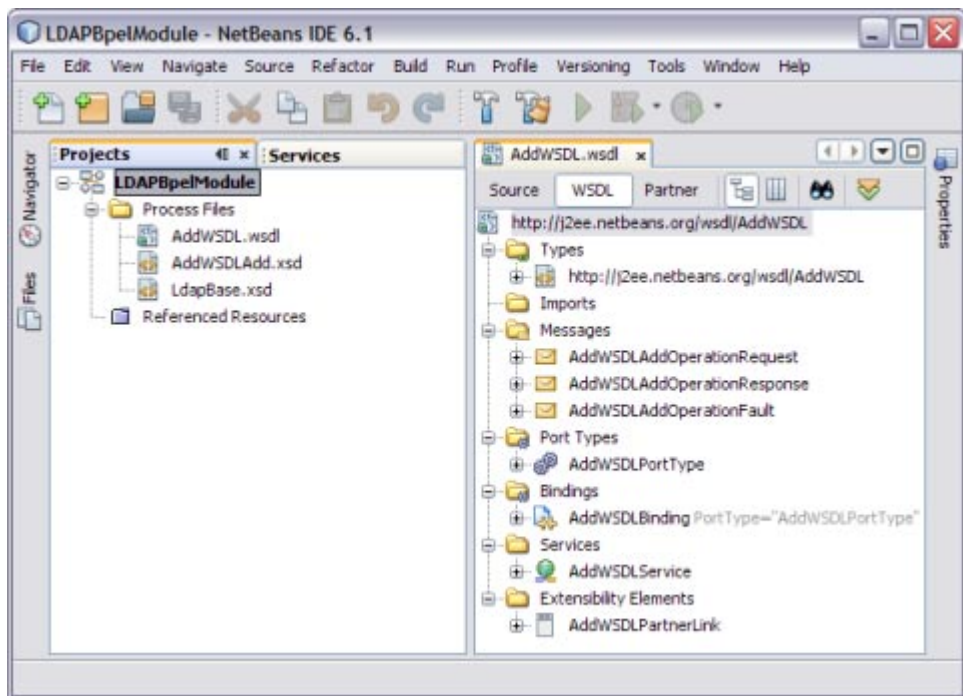 LDAPBpelModule - NetBeans IDE 6.1
File Edit View Navigate Source Refactor Build Run Profile Versioning Tools Window Help
Navigator
Files
Projects
Services
LDAPBpelModule
Process Files
AddWSDL.wsdl
AddWSDLAdd.xsd
LdapBase.xsd
Referenced Resources
AddWSDL.wsdl
Source WSDL Partner
http://j2ee.netbeans.org/wsdl/AddWSDL
Types
http://j2ee.netbeans.org/wsdl/AddWSDL
Imports
Messages
AddWSDLAddOperationRequest
AddWSDLAddOperationResponse
AddWSDLAddOperationFault
Port Types
AddWSDLPortType
Bindings
AddWSDLBinding PortType="AddWSDLPortType"
Services
AddWSDLService
Extensibility Elements
AddWSDLPartnerLink
Properties